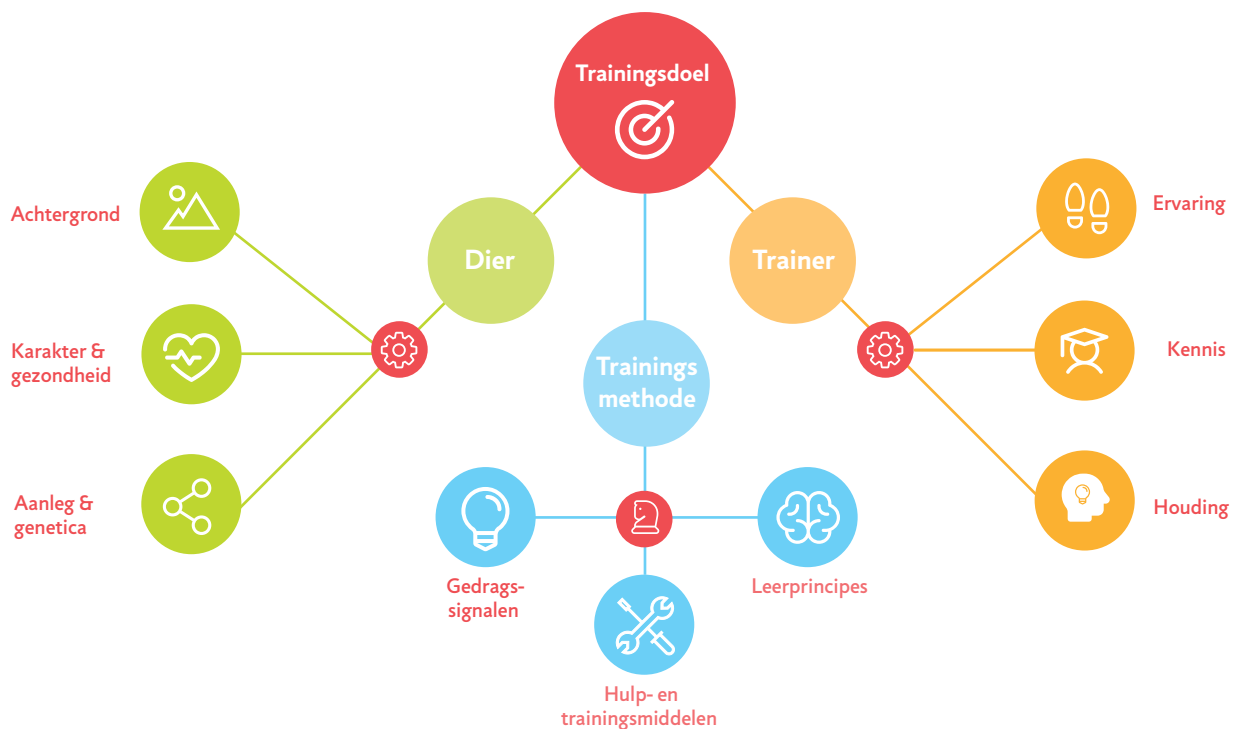 Trainingsdoel
Dier
Trainer
Trainings
methode
Achtergrond
Karakter &
gezondheid
Aanleg &
genetica
Gedrags-
signalen
Hulp- en
trainingsmiddelen
Leerprincipes
Ervaring
Kennis
Houding